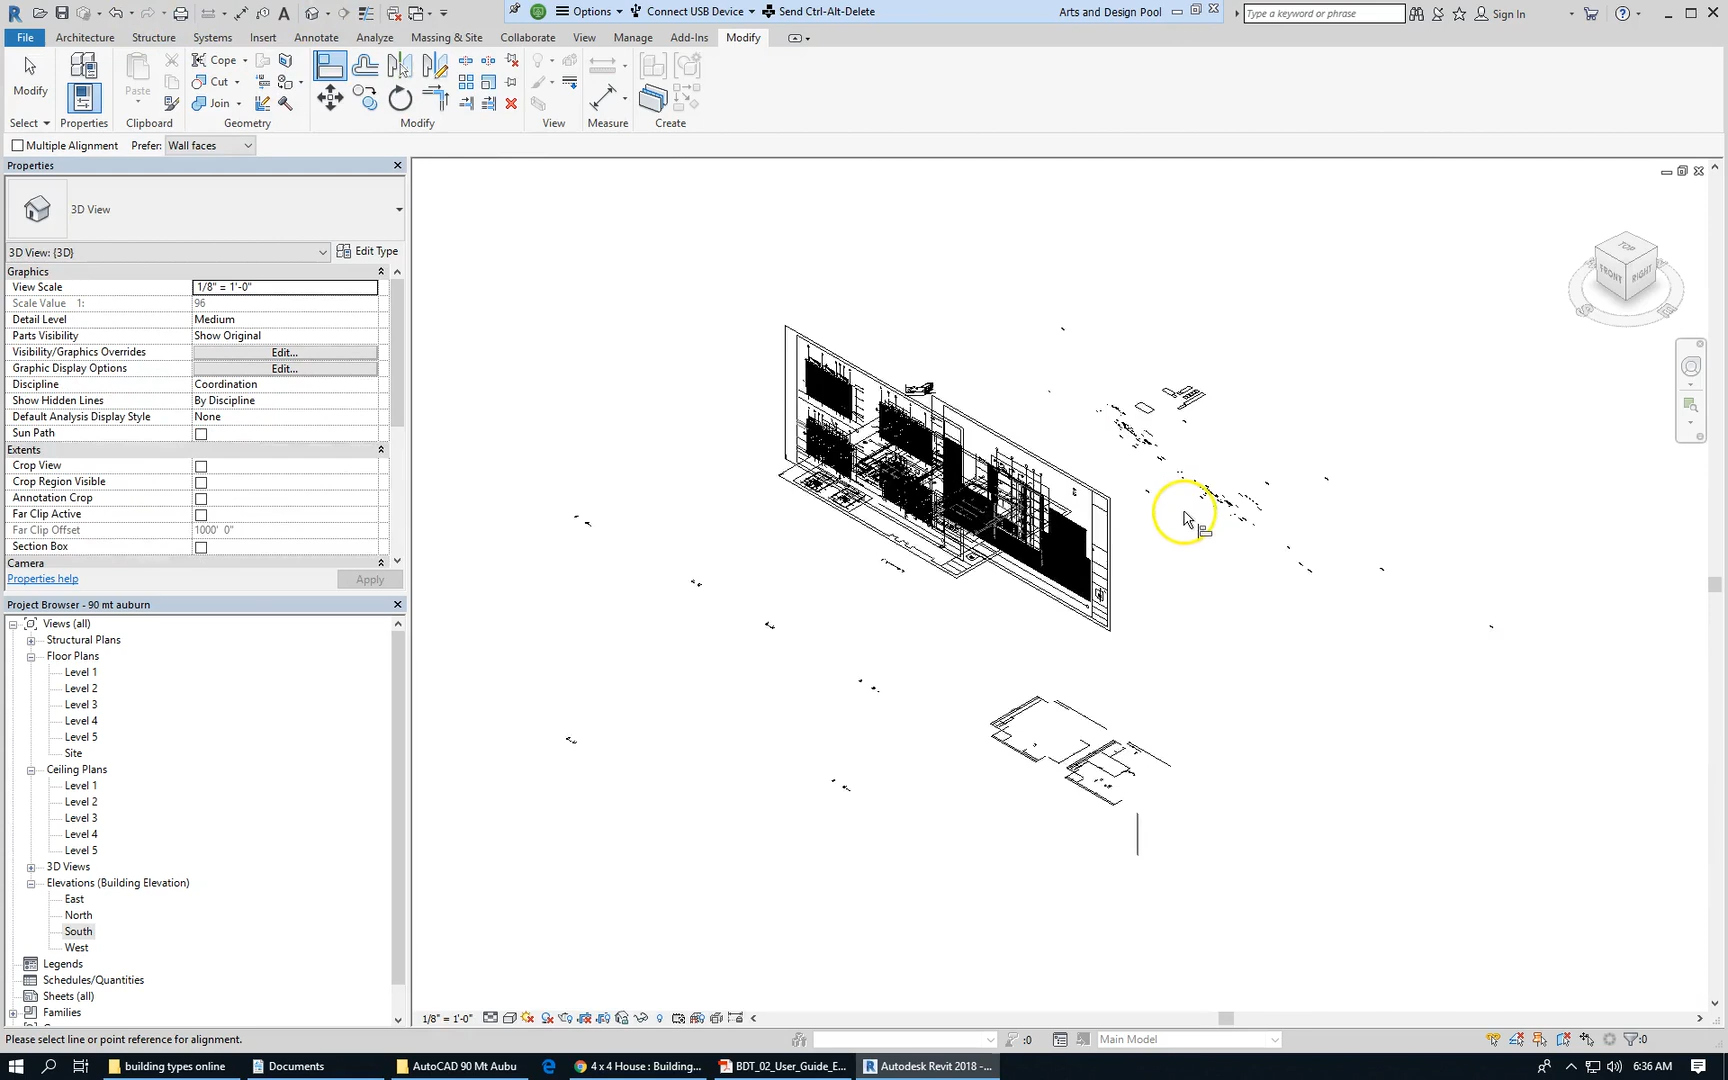 Options
Connect USB Device
Send Ctrl-Alt-Delete
Arts and Design Pool
Type a keyword or phrase
Sign In
File
Architecture
Structure
Systems
Insert
Annotate
Analyze
Massing & Site
Collaborate
View
Manage
Add-Ins
Modify
Modify
Paste
Cope
Cut
Join
Select
Properties
Clipboard
Geometry
Modify
View
Measure
Create
Multiple Alignment
Prefer:
Wall faces
Properties
3D View
3D View: {3D}
Edit Type
Graphics
View Scale
1/8" = 1'-0"
Scale Value 1:
96
Detail Level
Medium
Parts Visibility
Show Original
Visibility/Graphics Overrides
Edit...
Graphic Display Options
Edit...
Discipline
Coordination
Show Hidden Lines
By Discipline
Default Analysis Display Style
None
Sun Path
Extents
Crop View
Crop Region Visible
Annotation Crop
Far Clip Active
Far Clip Offset
1000' 0"
Section Box
Camera
Properties help
Apply
Project Browser - 90 mt auburn
Views (all)
Structural Plans
Floor Plans
Level 1
Level 2
Level 3
Level 4
Level 5
Site
Ceiling Plans
Level 1
Level 2
Level 3
Level 4
Level 5
3D Views
Elevations (Building Elevation)
East
North
South
West
Legends
Schedules/Quantities
Sheets (all)
Families
TOP
FRONT
RIGHT
1/8" = 1'-0"
Please select line or point reference for alignment.
:0
Main Model
:0
building types online
Documents
AutoCAD 90 Mt Aubu
4 x 4 House : Building...
BDT_02_User_Guide_E...
Autodesk Revit 2018 -...
6:36 AM